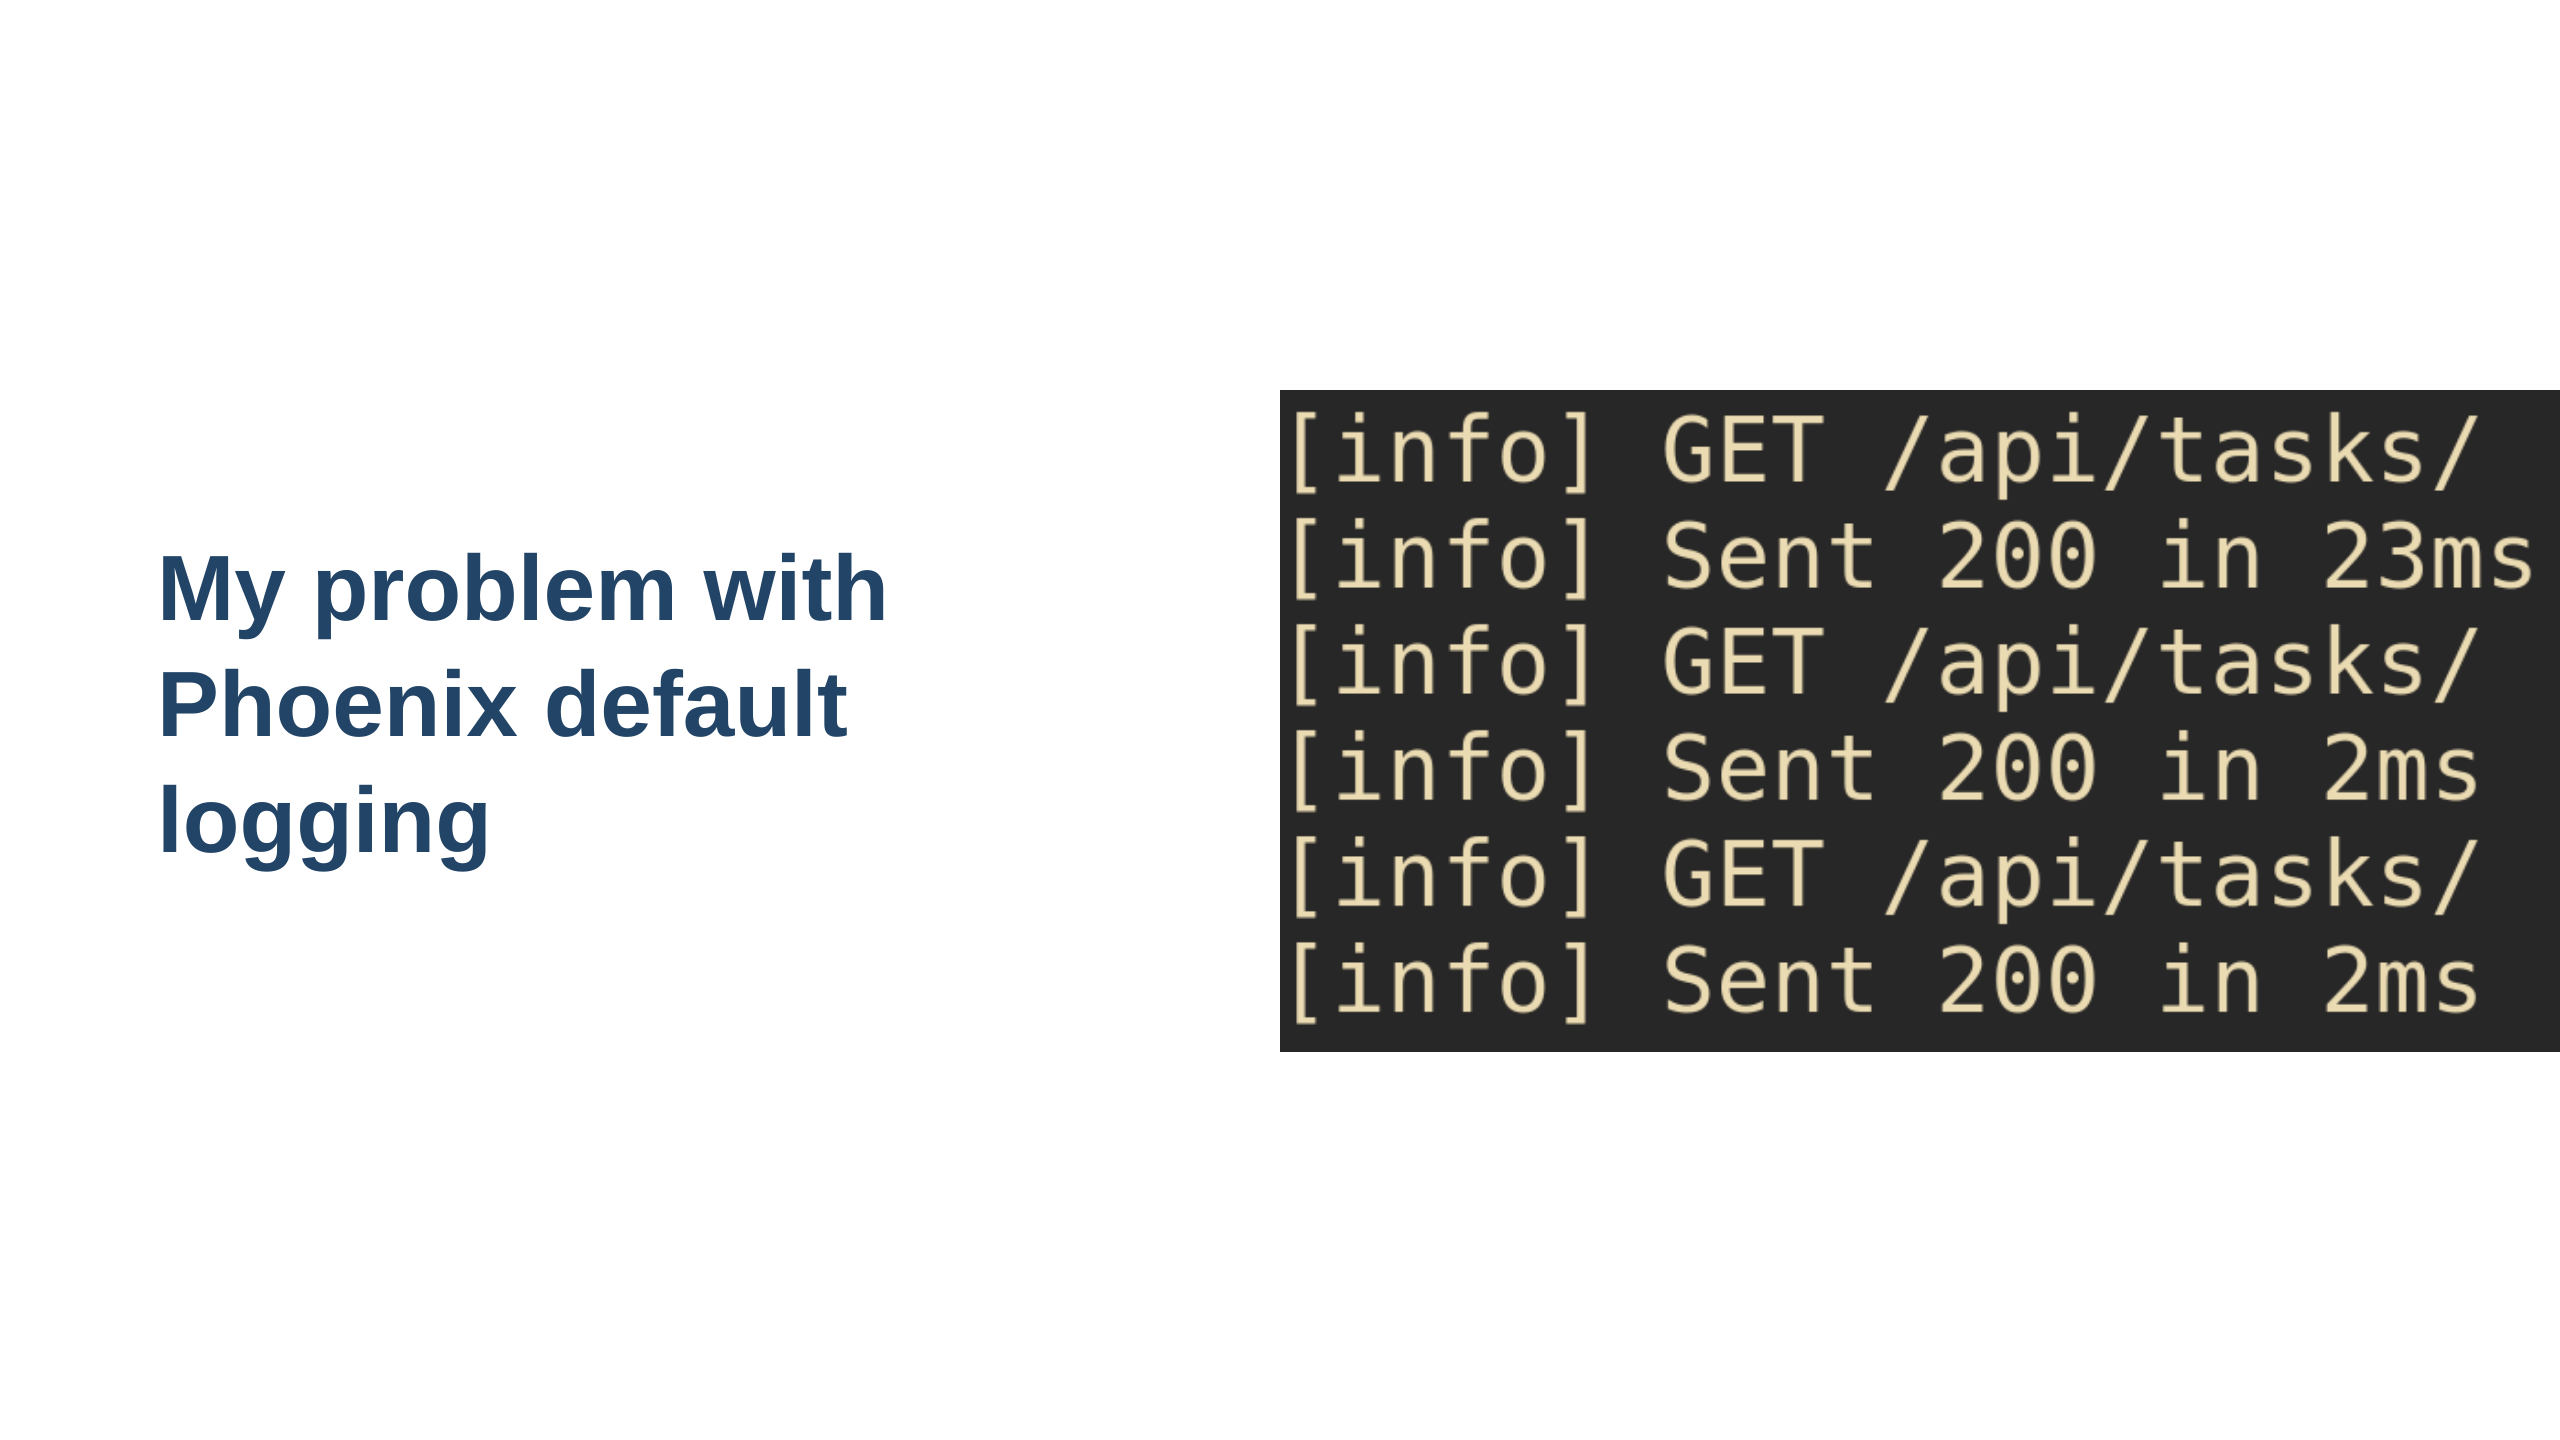 My problem with
Phoenix default
logging
[info] GET /api/tasks/
[info] Sent 200 in 23ms
[info] GET /api/tasks/
[info] Sent 200 in 2ms
[info] GET /api/tasks/
[info] Sent 200 in 2ms